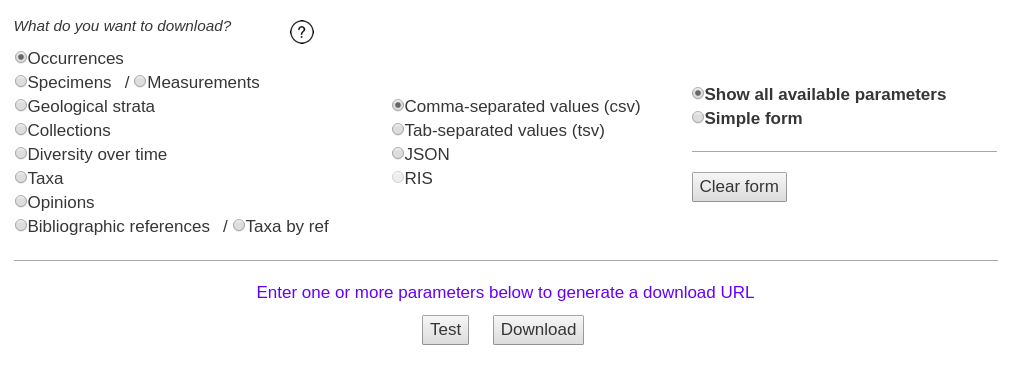 What do you want to download? ?
Occurrences
Specimens / Measurements
Geological strata
Collections
Diversity over time
Taxa
Opinions
Bibliographic references / Taxa by ref
Comma-separated values (csv)
Tab-separated values (tsv)
JSON
RIS
Show all available parameters
Simple form
Clear form
Enter one or more parameters below to generate a download URL
Test Download